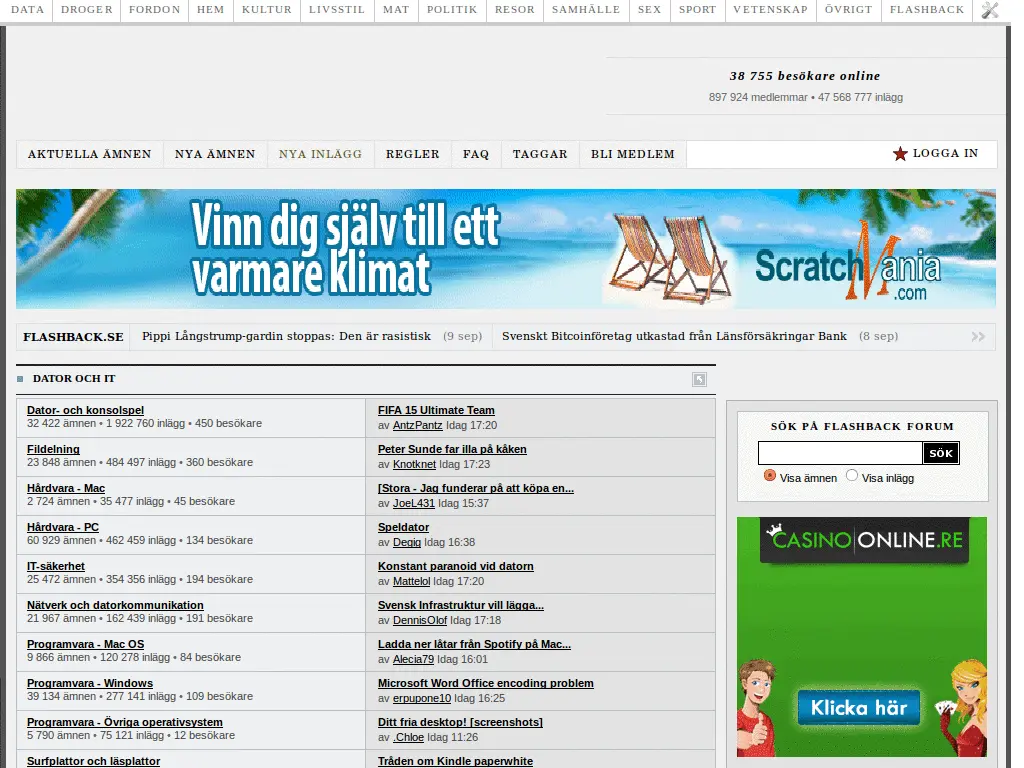 DATA DROGER FORDON HEM KULTUR LIVSSTIL MAT POLITIK RESOR SAMHÄLLE SEX SPORT VETENSKAP ÖVRIGT FLASHBACK
38 755 besökare online
897 924 medlemmar • 47 568 777 inlägg
AKTUELLA ÄMNEN NYA ÄMNEN NYA INLÄGG REGLER FAQ TAGGAR BLI MEDLEM LOGGA IN
Vinn dig själv till ett
varmare klimat
ScratchMania
.com
FLASHBACK.SE Pippi Långstrump-gardin stoppas: Den är rasistisk (9 sep) Svenskt Bitcoinföretag utkastad från Länsförsäkringar Bank (8 sep) »
DATOR OCH IT
Dator- och konsolspel
32 422 ämnen • 1 922 760 inlägg • 450 besökare
FIFA 15 Ultimate Team
av AntzPantz Idag 17:20
Fildelning
23 848 ämnen • 484 497 inlägg • 360 besökare
Peter Sunde far illa på kåken
av Knotknet Idag 17:23
Hårdvara - Mac
2 724 ämnen • 35 477 inlägg • 45 besökare
[Stora - Jag funderar på att köpa en...
av JoeL431 Idag 15:37
Hårdvara - PC
60 929 ämnen • 462 459 inlägg • 134 besökare
Speldator
av Degig Idag 16:38
IT-säkerhet
25 472 ämnen • 354 356 inlägg • 194 besökare
Konstant paranoid vid datorn
av Mattelol Idag 17:20
Nätverk och datorkommunikation
21 967 ämnen • 162 439 inlägg • 191 besökare
Svensk Infrastruktur vill lägga...
av DennisOlof Idag 17:18
Programvara - Mac OS
9 866 ämnen • 120 278 inlägg • 84 besökare
Ladda ner låtar från Spotify på Mac...
av Alecia79 Idag 16:01
Programvara - Windows
39 134 ämnen • 277 141 inlägg • 109 besökare
Microsoft Word Office encoding problem
av erpupone10 Idag 16:25
Programvara - Övriga operativsystem
5 790 ämnen • 75 121 inlägg • 12 besökare
Ditt fria desktop! [screenshots]
av .Chloe Idag 11:26
Surfplattor och läsplattor
Tråden om Kindle paperwhite
SÖK PÅ FLASHBACK FORUM
SÖK
Visa ämnen Visa inlägg
CASINO ONLINE.RE
Klicka här